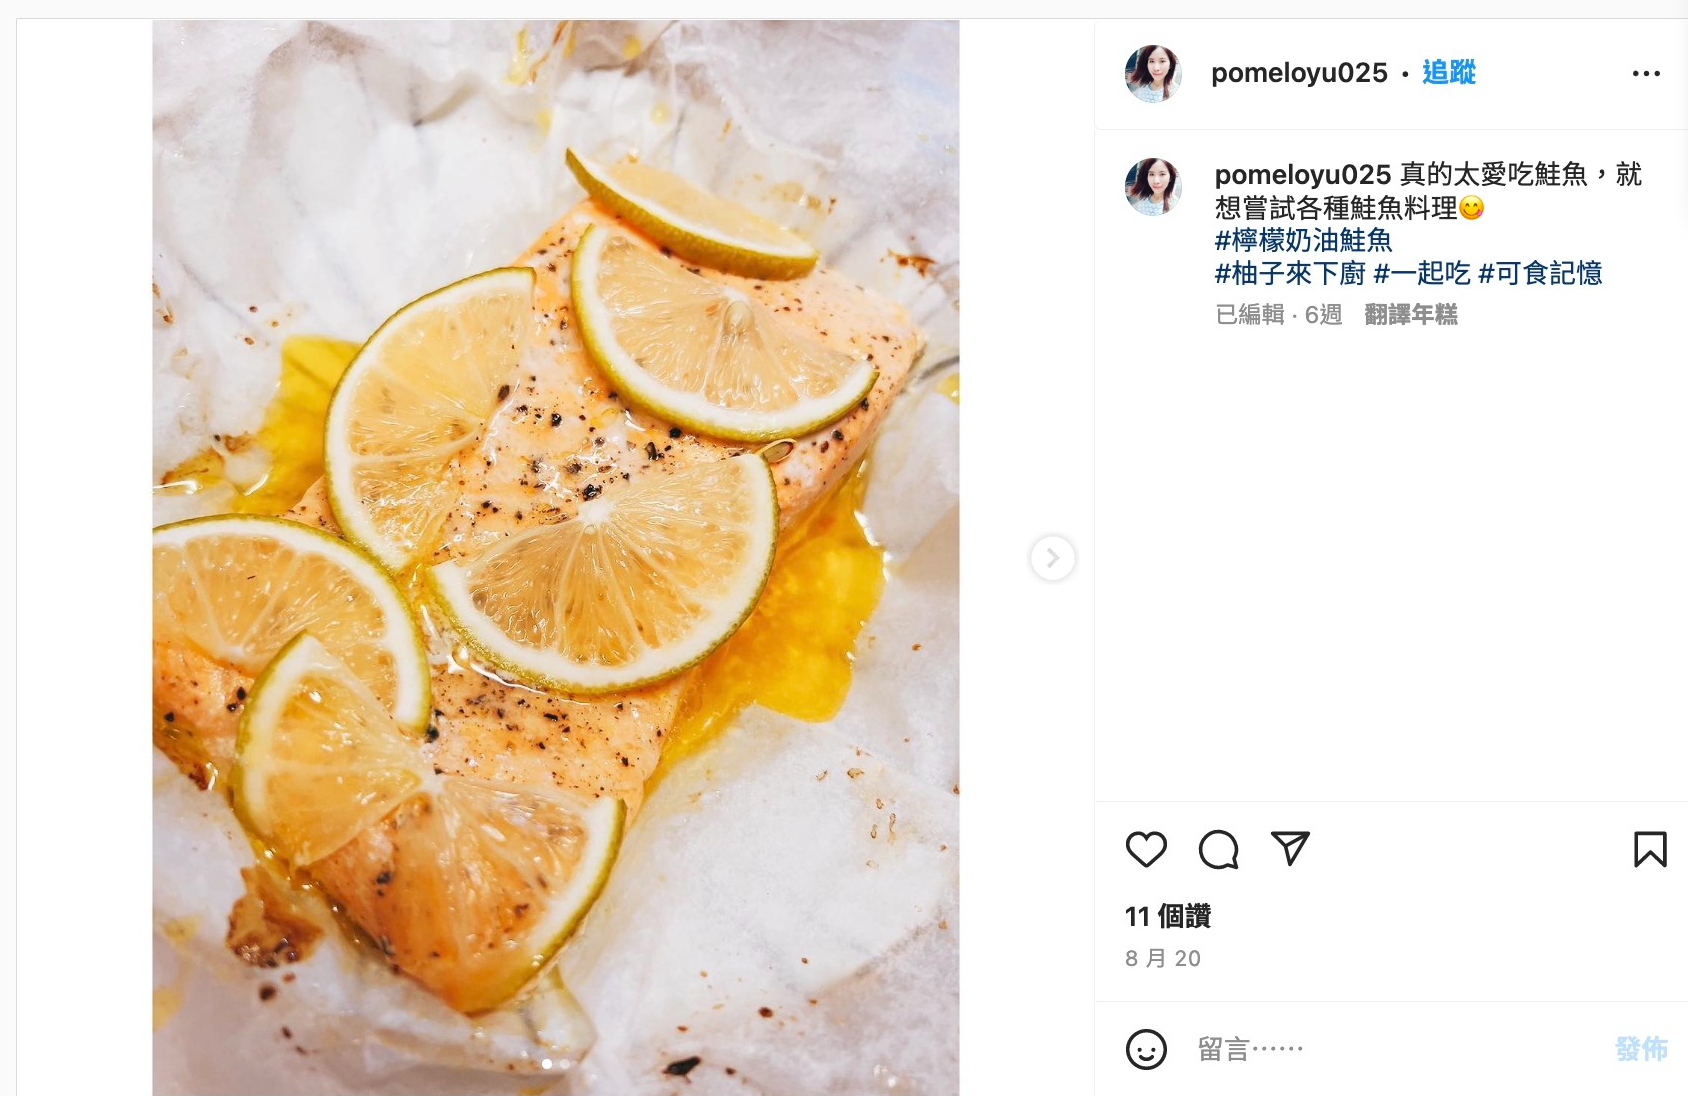 pomeloyu025 · 追蹤
pomeloyu025 真的太愛吃鮭魚，就
想嘗試各種鮭魚料理😋
#檸檬奶油鮭魚
#柚子來下廚 #一起吃 #可食記憶
已編輯 · 6週 翻譯年糕
11 個讚
8 月 20
留言⋯⋯
發佈